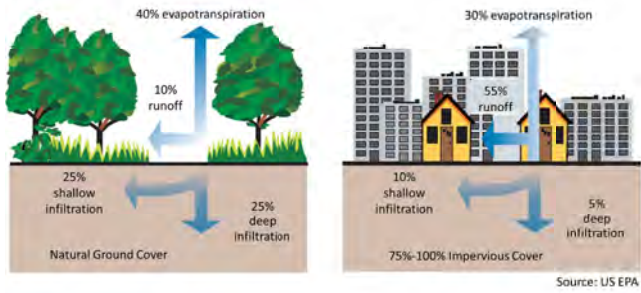 40% evapotranspiration
10%
runoff
25%
shallow
infiltration
25%
deep
infiltration
Natural Ground Cover
30% evapotranspiration
55%
runoff
10%
shallow
infiltration
5%
deep
infiltration
75%-100% Impervious Cover
Source: US EPA